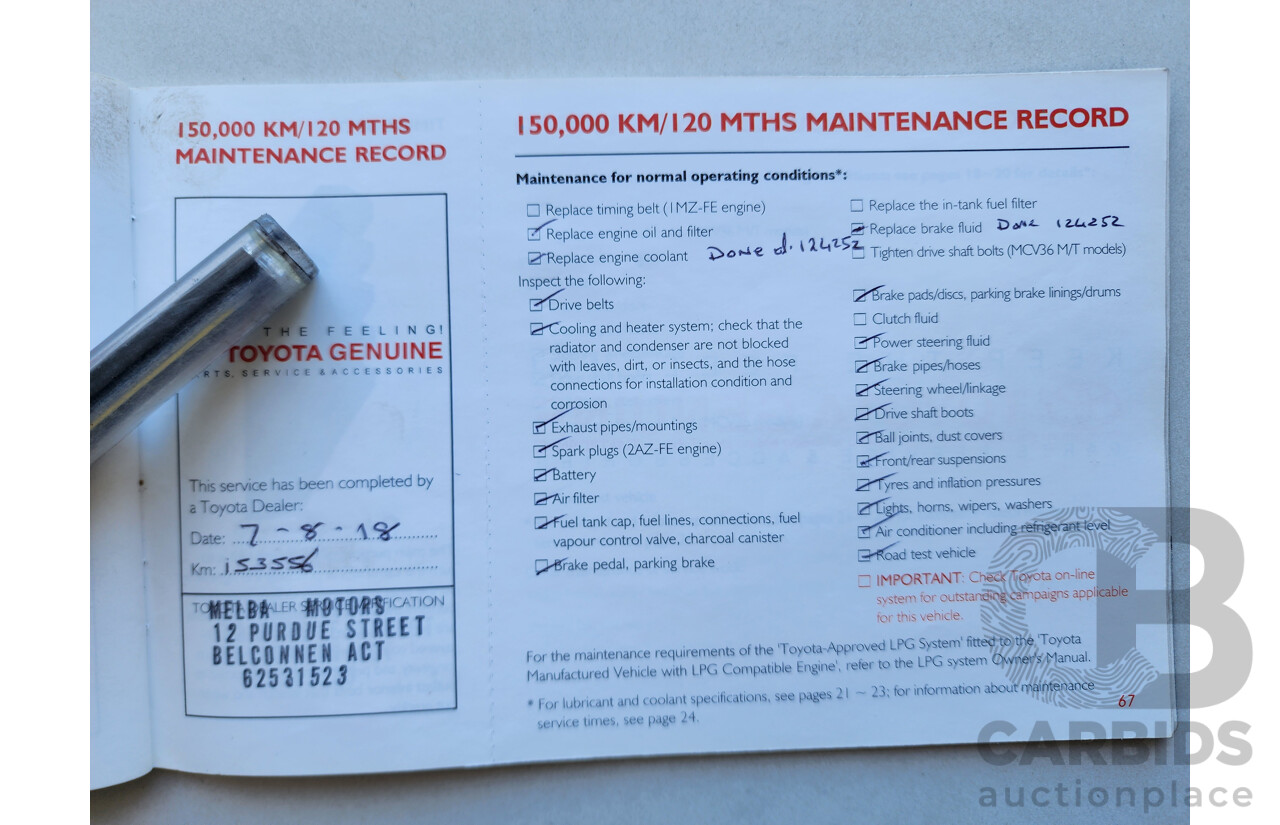 150,000 KM/120 MTHS
MAINTENANCE RECORD
THE FEELING!
TOYOTA GENUINE
RTS, SERVICE & ACCESSORIES
This service has been completed by
a Toyota Dealer:
Date: 7-8-18
Km: 153556
TOYOTA DEALER SERVICE VERIFICATION
MELBA MOTORS
12 PURDUE STREET
BELCONNEN ACT
62531523
150,000 KM/120 MTHS MAINTENANCE RECORD
Maintenance for normal operating conditions*:
Replace timing belt (1MZ-FE engine)
Replace engine oil and filter
Replace engine coolant DONE 124252
Inspect the following:
Drive belts
Cooling and heater system; check that the
radiator and condenser are not blocked
with leaves, dirt, or insects, and the hose
connections for installation condition and
corrosion
Exhaust pipes/mountings
Spark plugs (2AZ-FE engine)
Battery
Air filter
Fuel tank cap, fuel lines, connections, fuel
vapour control valve, charcoal canister
Brake pedal, parking brake
Replace the in-tank fuel filter
Replace brake fluid DONE 124252
Tighten drive shaft bolts (MCV36 M/T models)
Brake pads/discs, parking brake linings/drums
Clutch fluid
Power steering fluid
Brake pipes/hoses
Steering wheel/linkage
Drive shaft boots
Ball joints, dust covers
Front/rear suspensions
Tyres and inflation pressures
Lights, horns, wipers, washers
Air conditioner including refrigerant level
Road test vehicle
IMPORTANT: Check Toyota on-line
system for outstanding campaigns applicable
for this vehicle.
For the maintenance requirements of the 'Toyota-Approved LPG System' fitted to the 'Toyota
Manufactured Vehicle with LPG Compatible Engine', refer to the LPG system Owner's Manual.
* For lubricant and coolant specifications, see pages 21 ~ 23; for information about maintenance
service times, see page 24.
67
CARBIDS
auctionplace